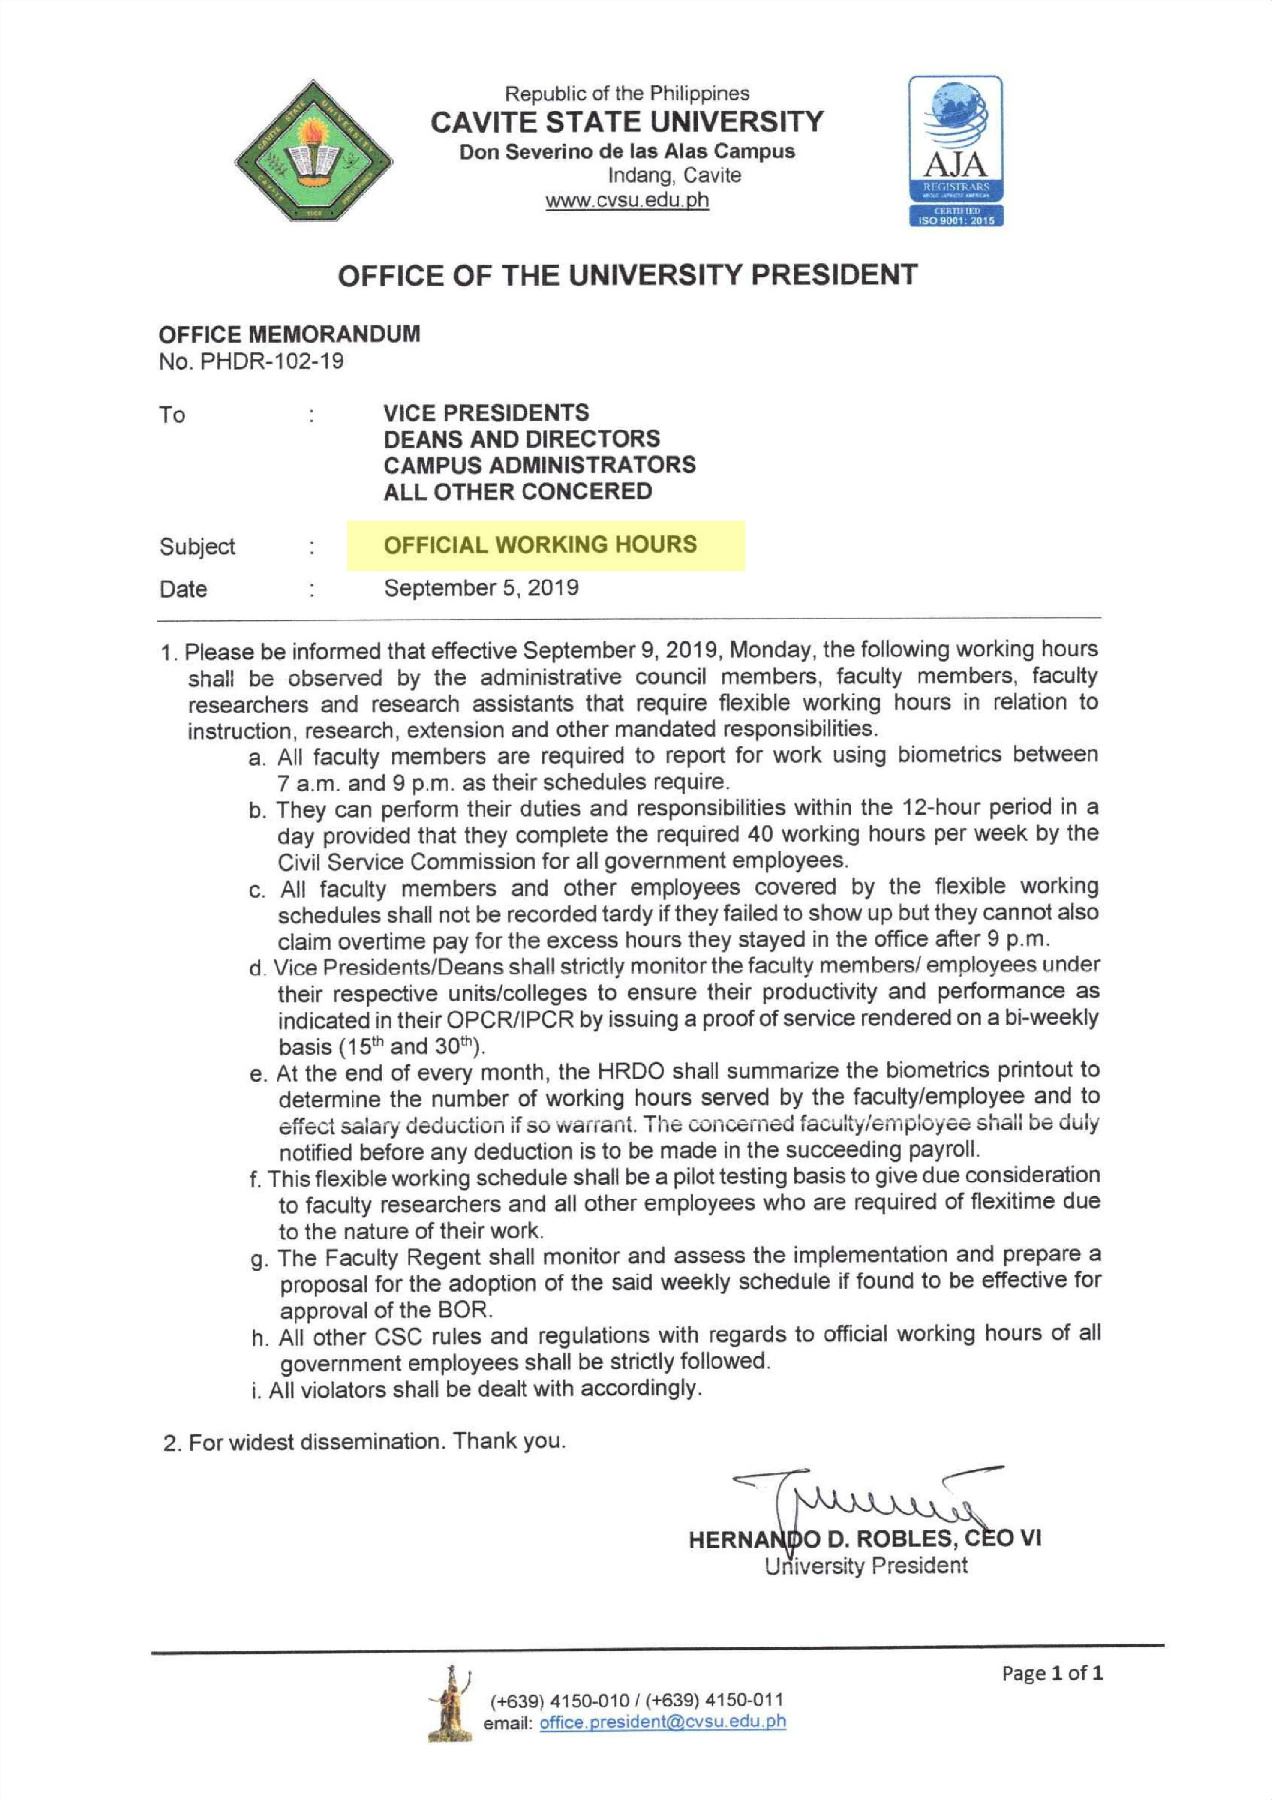 Republic of the Philippines
CAVITE STATE UNIVERSITY
Don Severino de las Alas Campus
Indang, Cavite
www.cvsu.edu.ph
CAVITE STATE UNIVERSITY
AJA
REGISTRARS
CERTIFIED
ISO 9001: 2015
OFFICE OF THE UNIVERSITY PRESIDENT
OFFICE MEMORANDUM
No. PHDR-102-19
To : VICE PRESIDENTS
DEANS AND DIRECTORS
CAMPUS ADMINISTRATORS
ALL OTHER CONCERED
Subject : OFFICIAL WORKING HOURS
Date : September 5, 2019
1. Please be informed that effective September 9, 2019, Monday, the following working hours
shall be observed by the administrative council members, faculty members, faculty
researchers and research assistants that require flexible working hours in relation to
instruction, research, extension and other mandated responsibilities.
a. All faculty members are required to report for work using biometrics between
7 a.m. and 9 p.m. as their schedules require.
b. They can perform their duties and responsibilities within the 12-hour period in a
day provided that they complete the required 40 working hours per week by the
Civil Service Commission for all government employees.
c. All faculty members and other employees covered by the flexible working
schedules shall not be recorded tardy if they failed to show up but they cannot also
claim overtime pay for the excess hours they stayed in the office after 9 p.m.
d. Vice Presidents/Deans shall strictly monitor the faculty members/ employees under
their respective units/colleges to ensure their productivity and performance as
indicated in their OPCR/IPCR by issuing a proof of service rendered on a bi-weekly
basis (15th and 30th).
e. At the end of every month, the HRDO shall summarize the biometrics printout to
determine the number of working hours served by the faculty/employee and to
effect salary deduction if so warrant. The concerned faculty/employee shall be duly
notified before any deduction is to be made in the succeeding payroll.
f. This flexible working schedule shall be a pilot testing basis to give due consideration
to faculty researchers and all other employees who are required of flexitime due
to the nature of their work.
g. The Faculty Regent shall monitor and assess the implementation and prepare a
proposal for the adoption of the said weekly schedule if found to be effective for
approval of the BOR.
h. All other CSC rules and regulations with regards to official working hours of all
government employees shall be strictly followed.
i. All violators shall be dealt with accordingly.
2. For widest dissemination. Thank you.
HERNANDO D. ROBLES, CEO VI
University President
Page 1 of 1
(+639) 4150-010 / (+639) 4150-011
email: office.president@cvsu.edu.ph